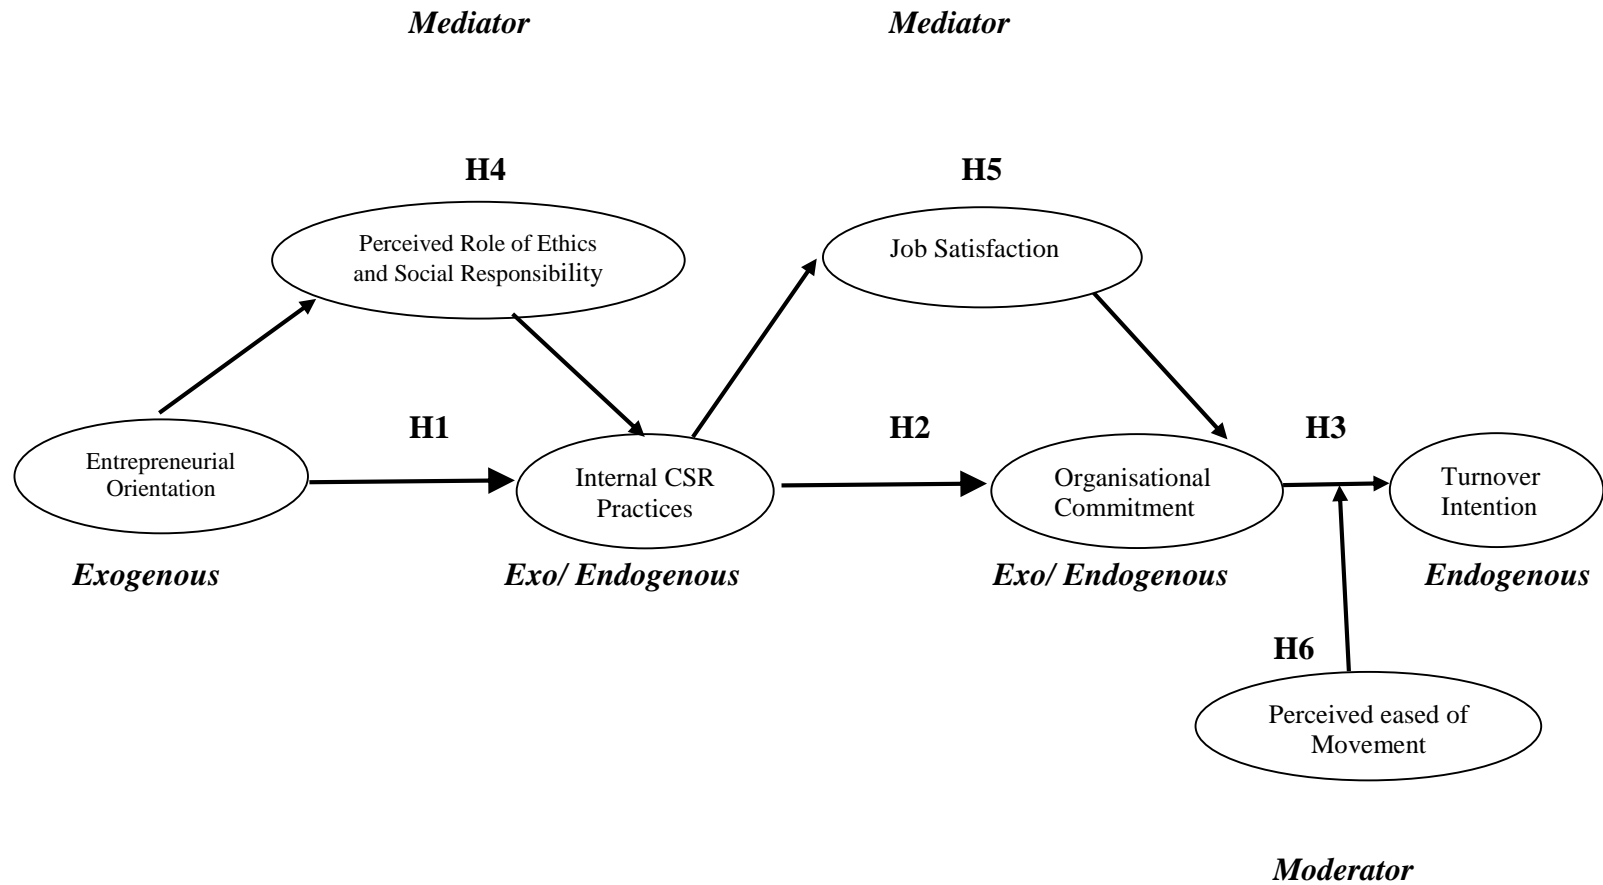 Mediator
Mediator
H4
H5
Perceived Role of Ethics
and Social Responsibility
Job Satisfaction
H1
H2
H3
Entrepreneurial
Orientation
Internal CSR
Practices
Organisational
Commitment
Turnover
Intention
Exogenous
Exo/ Endogenous
Exo/ Endogenous
Endogenous
H6
Perceived eased of
Movement
Moderator